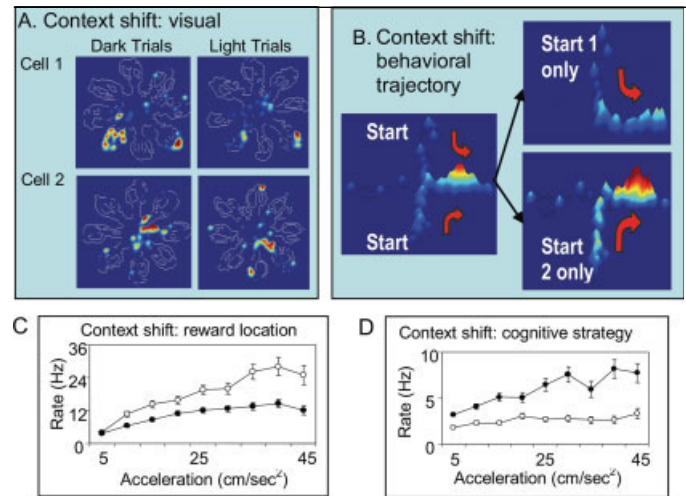 A. Context shift: visual
Dark Trials Light Trials
Cell 1
Cell 2
B. Context shift:
behavioral
trajectory
Start
Start
Start 1
only
Start
2 only
C
Context shift: reward location
36
24
12
0
Rate (Hz)
5 25 45
Acceleration (cm/sec²)
D
Context shift: cognitive strategy
10
5
0
Rate (Hz)
5 25 45
Acceleration (cm/sec²)